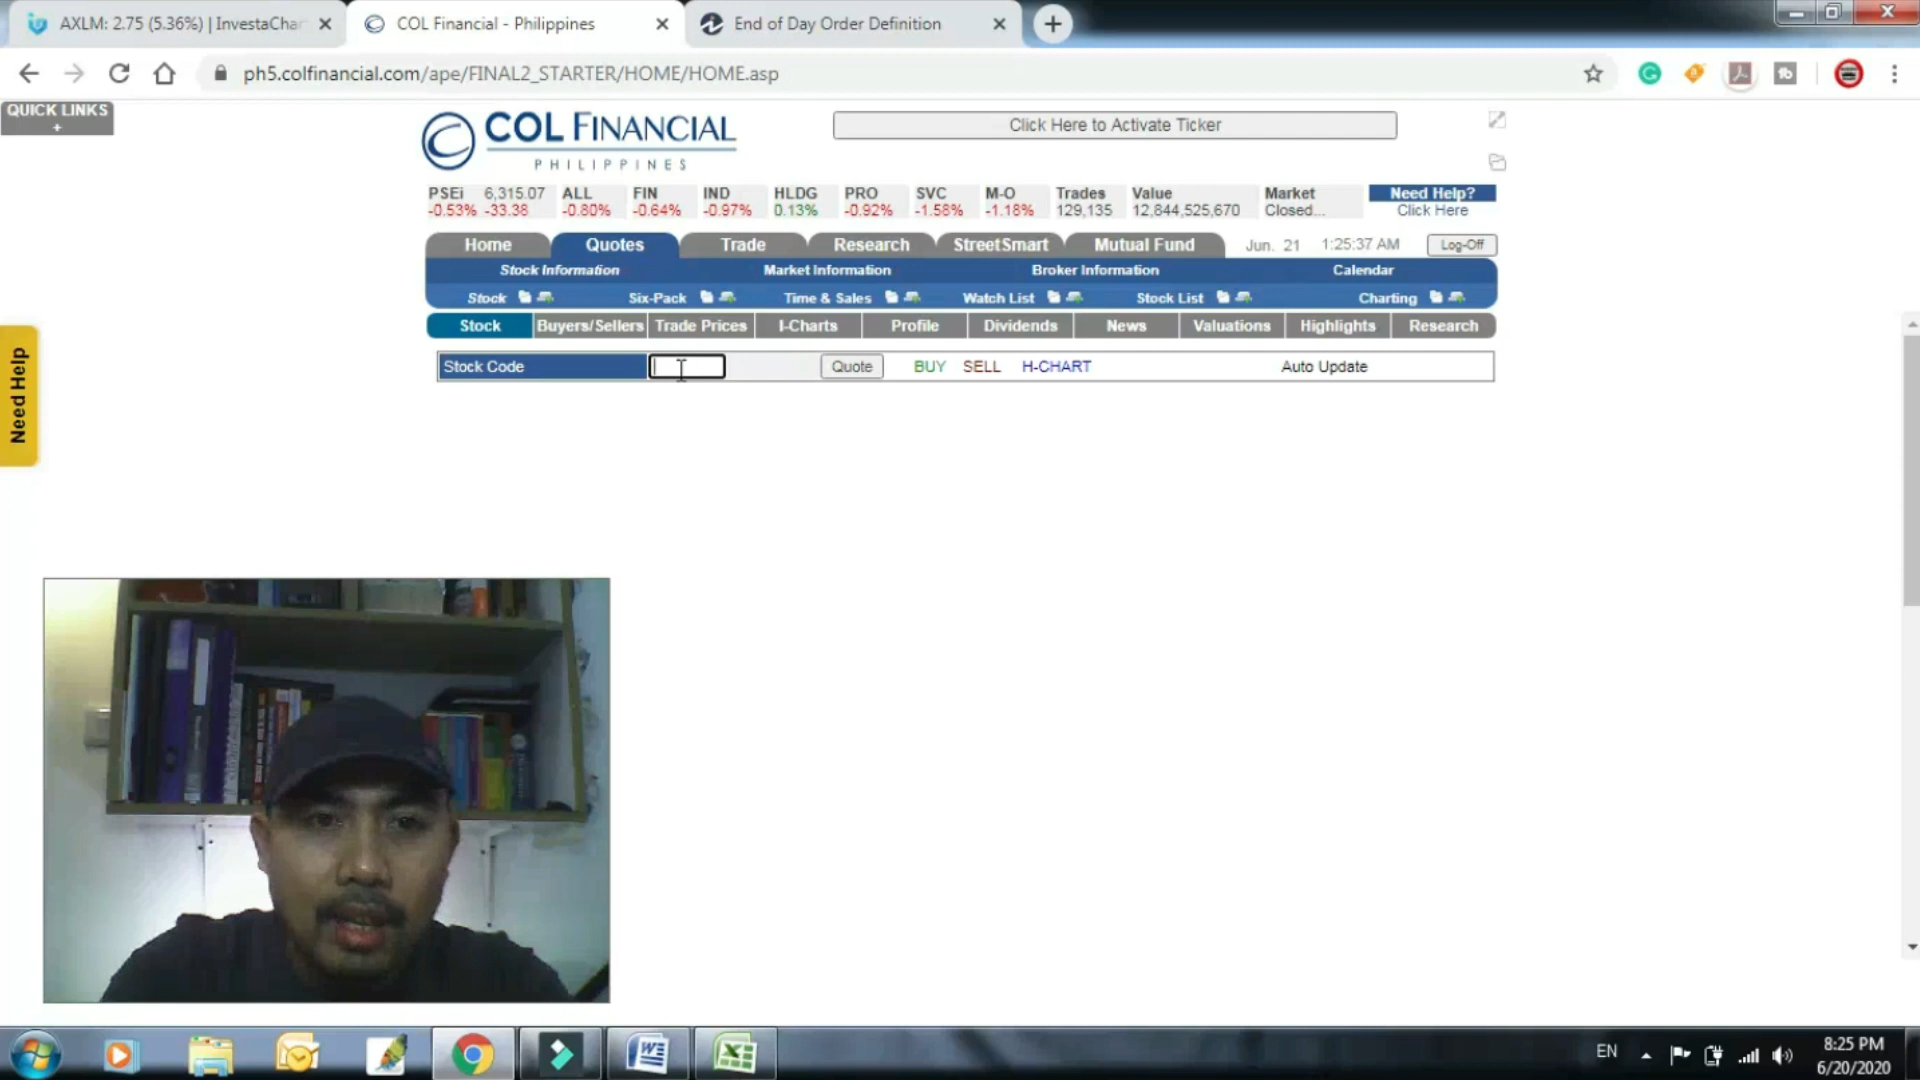 AXLM: 2.75 (5.36%) | InvestaChar
COL Financial - Philippines
End of Day Order Definition
ph5.colfinancial.com/ape/FINAL2_STARTER/HOME/HOME.asp
QUICK LINKS
+
COL FINANCIAL
PHILIPPINES
Click Here to Activate Ticker
PSEi 6,315.07 ALL FIN IND HLDG PRO SVC M-O Trades Value Market Need Help?
-0.53% -33.38 -0.80% -0.64% -0.97% 0.13% -0.92% -1.58% -1.18% 129,135 12,844,525,670 Closed... Click Here
Home Quotes Trade Research StreetSmart Mutual Fund Jun. 21 1:25:37 AM Log-Off
Stock Information Market Information Broker Information Calendar
Stock Six-Pack Time & Sales Watch List Stock List Charting
Stock Buyers/Sellers Trade Prices I-Charts Profile Dividends News Valuations Highlights Research
Stock Code Quote BUY SELL H-CHART Auto Update
Need Help
EN
8:25 PM
6/20/2020